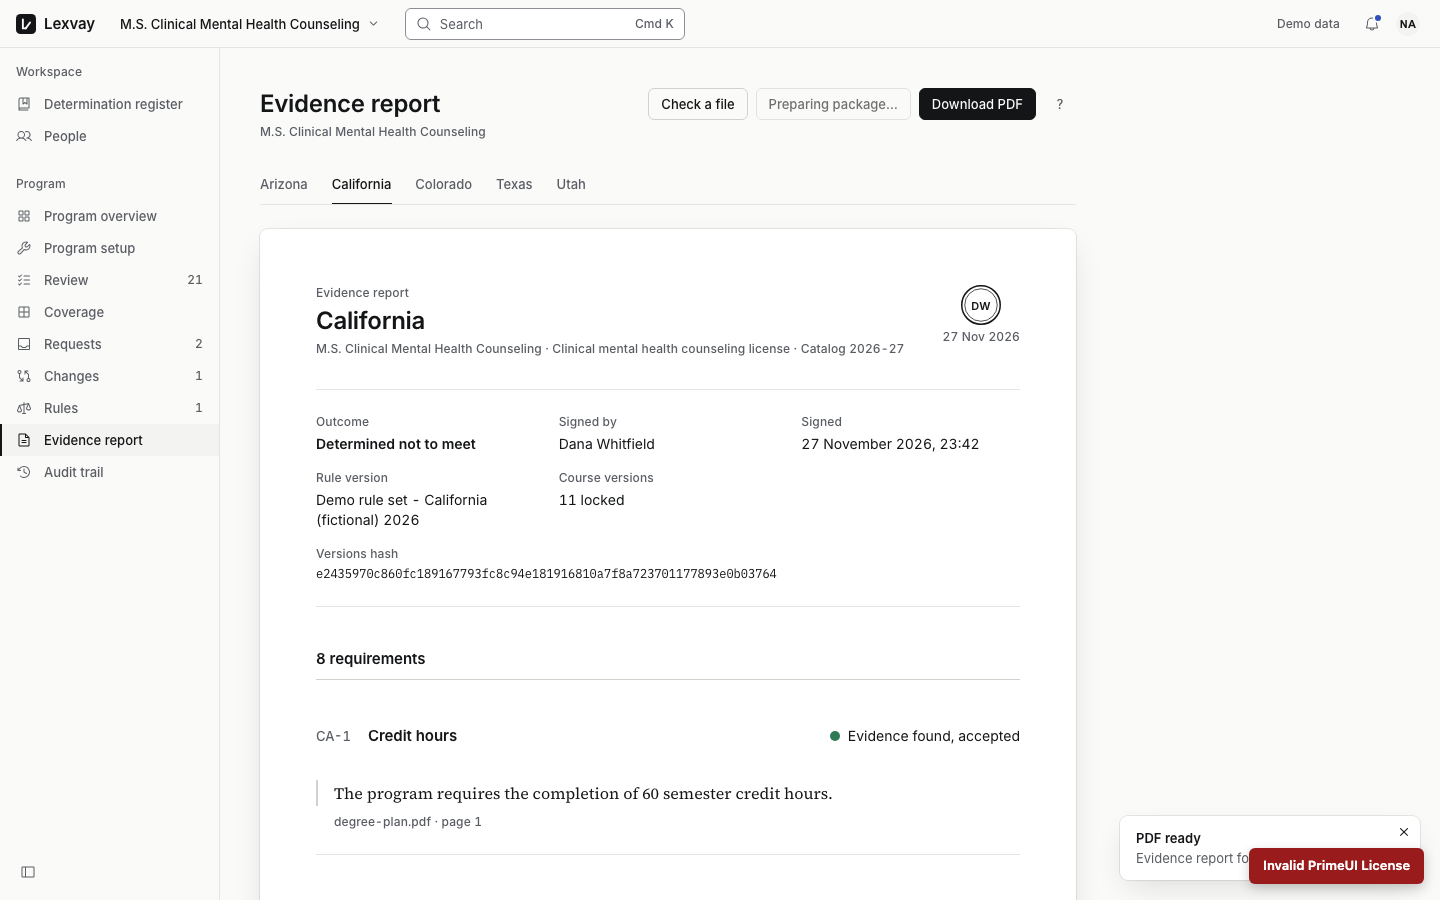 Lexvay
M.S. Clinical Mental Health Counseling
Search
Cmd K
Demo data
NA
Workspace
Determination register
People
Program
Program overview
Program setup
Review 21
Coverage
Requests 2
Changes 1
Rules 1
Evidence report
Audit trail
Evidence report
M.S. Clinical Mental Health Counseling
Check a file
Preparing package...
Download PDF
?
Arizona California Colorado Texas Utah
Evidence report
California
M.S. Clinical Mental Health Counseling · Clinical mental health counseling license · Catalog 2026-27
DW
27 Nov 2026
Outcome
Determined not to meet
Signed by
Dana Whitfield
Signed
27 November 2026, 23:42
Rule version
Demo rule set - California
(fictional) 2026
Course versions
11 locked
Versions hash
e2435970c860fc189167793fc8c94e181916810a7f8a723701177893e0b03764
8 requirements
CA-1 Credit hours
Evidence found, accepted
The program requires the completion of 60 semester credit hours.
degree-plan.pdf · page 1
PDF ready
Evidence report
Invalid PrimeUI License